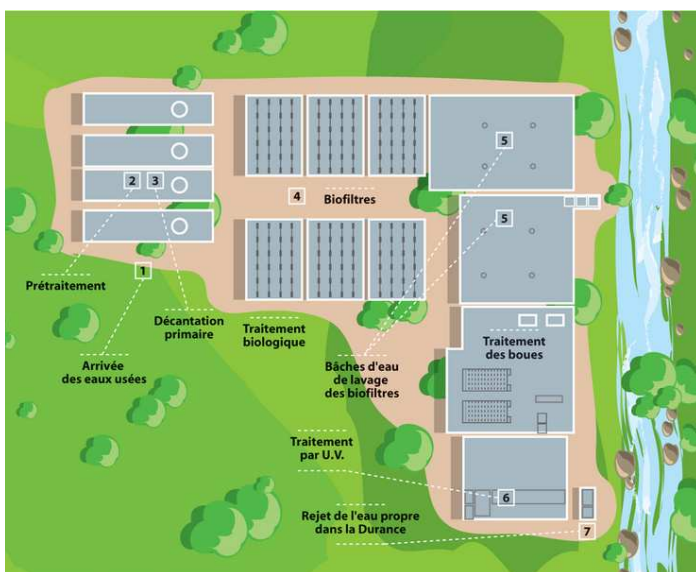 5
2 3
4 Biofiltres
5
1
Prétraitement
Décantation
primaire
Traitement
biologique
Traitement
des boues
Arrivée
des eaux usées
Bâches d'eau
de lavage
des biofiltres
Traitement
par U.V.
6
Rejet de l'eau propre
dans la Durance
7